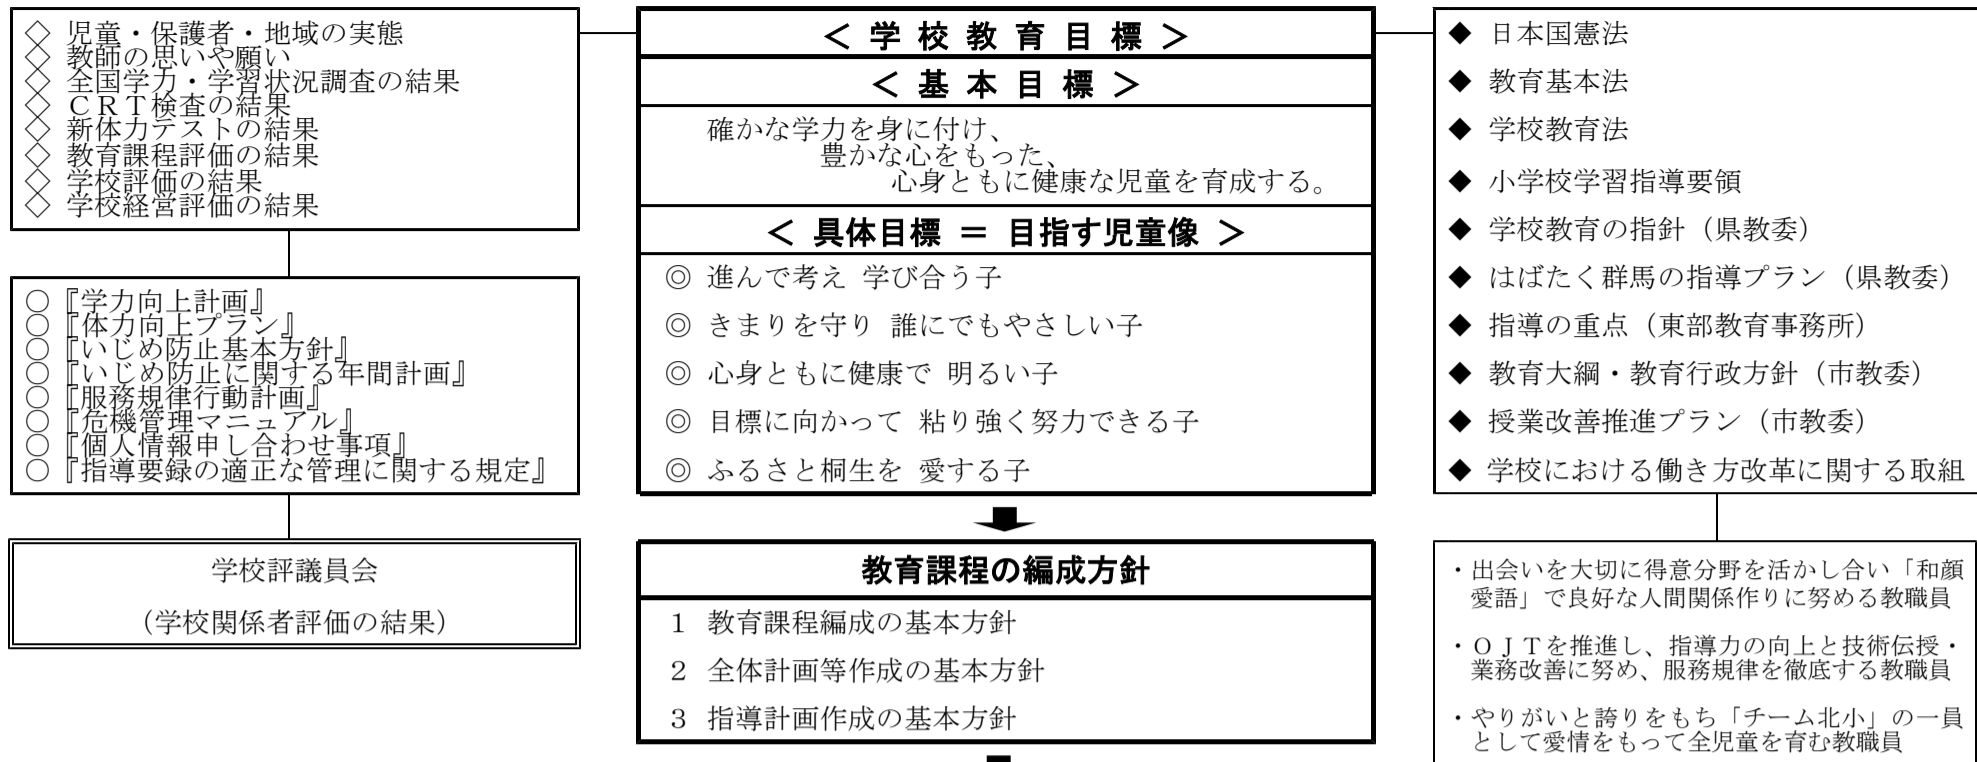 ◇ 児童・保護者・地域の実態
◇ 教師の思いや願い
◇ 全国学力・学習状況調査の結果
◇ ＣＲＴ検査の結果
◇ 新体力テストの結果
◇ 教育課程評価の結果
◇ 学校評価の結果
◇ 学校経営評価の結果
○『学力向上計画』
○『体力向上プラン』
○『いじめ防止基本方針』
○『いじめ防止に関する年間計画』
○『服務規律行動計画』
○『危機管理マニュアル』
○『個人情報申し合わせ事項』
○『指導要録の適正な管理に関する規定』
学校評議員会
（学校関係者評価の結果）
＜ 学 校 教 育 目 標 ＞
＜ 基 本 目 標 ＞
確かな学力を身に付け、
豊かな心をもった、
心身ともに健康な児童を育成する。
＜ 具体目標 ＝ 目指す児童像 ＞
◎ 進んで考え 学び合う子
◎ きまりを守り 誰にでもやさしい子
◎ 心身ともに健康で 明るい子
◎ 目標に向かって 粘り強く努力できる子
◎ ふるさと桐生を 愛する子
教育課程の編成方針
１ 教育課程編成の基本方針
２ 全体計画等作成の基本方針
３ 指導計画作成の基本方針
◆ 日本国憲法
◆ 教育基本法
◆ 学校教育法
◆ 小学校学習指導要領
◆ 学校教育の指針（県教委）
◆ はばたく群馬の指導プラン（県教委）
◆ 指導の重点（東部教育事務所）
◆ 教育大綱・教育行政方針（市教委）
◆ 授業改善推進プラン（市教委）
◆ 学校における働き方改革に関する取組
・出会いを大切に得意分野を活かし合い「和顔
愛語」で良好な人間関係作りに努める教職員
・ＯＪＴを推進し、指導力の向上と技術伝授・
業務改善に努め、服務規律を徹底する教職員
・やりがいと誇りをもち「チーム北小」の一員
として愛情をもって全児童を育む教職員